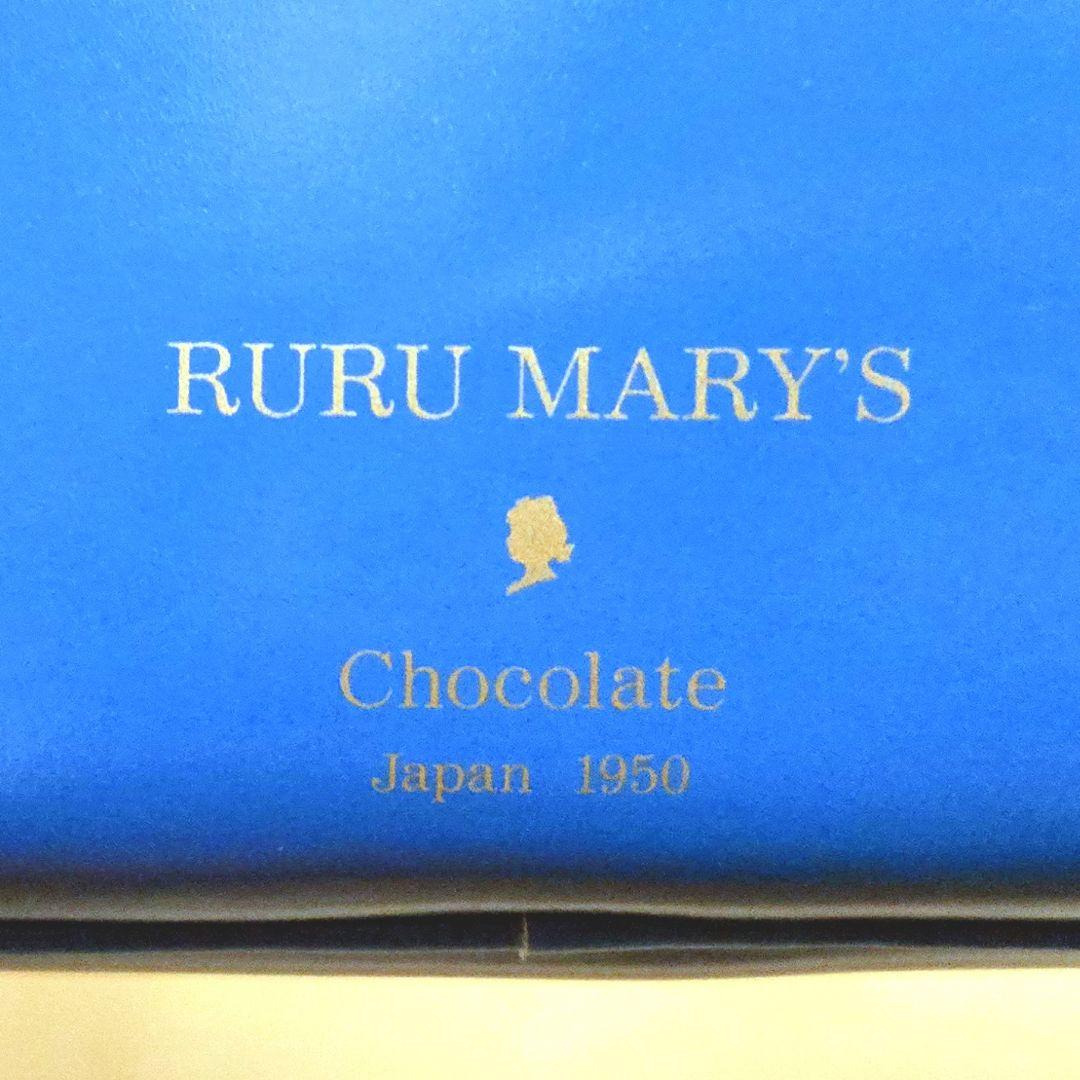 RURU MARY'S
Chocolate
Japan 1950